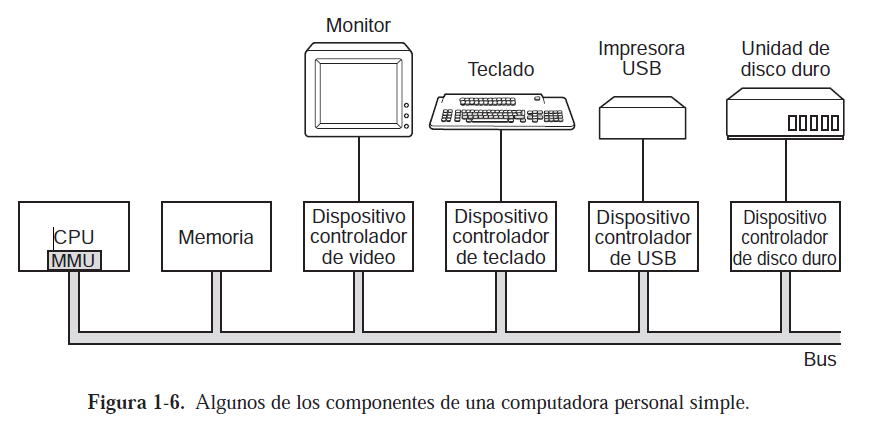 Monitor
Teclado
Impresora
USB
Unidad de
disco duro
CPU
MMU
Memoria
Dispositivo
controlador
de video
Dispositivo
controlador
de teclado
Dispositivo
controlador
de USB
Dispositivo
controlador
de disco duro
Bus
Figura 1-6. Algunos de los componentes de una computadora personal simple.